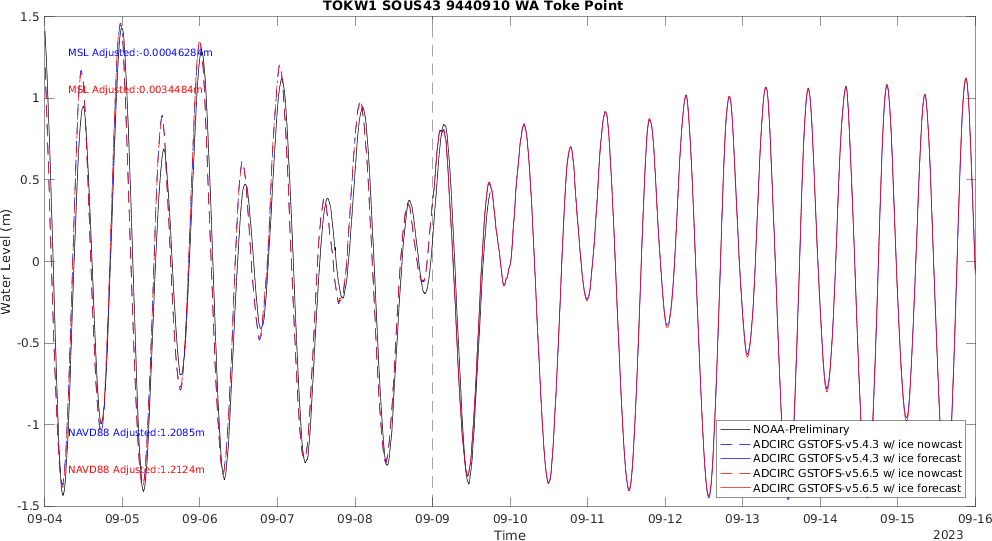 TOKW1 SOUS43 9440910 WA Toke Point
MSL Adjusted:-0.00046284m
MSL Adjusted:0.0034484m
NAVD88 Adjusted:1.2085m
NAVD88 Adjusted:1.2124m
Water Level (m)
1.5
1
0.5
0
-0.5
-1
-1.5
NOAA-Preliminary
ADCIRC GSTOFS-v5.4.3 w/ ice nowcast
ADCIRC GSTOFS-v5.4.3 w/ ice forecast
ADCIRC GSTOFS-v5.6.5 w/ ice nowcast
ADCIRC GSTOFS-v5.6.5 w/ ice forecast
09-04 09-05 09-06 09-07 09-08 09-09 09-10 09-11 09-12 09-13 09-14 09-15 09-16
Time
2023